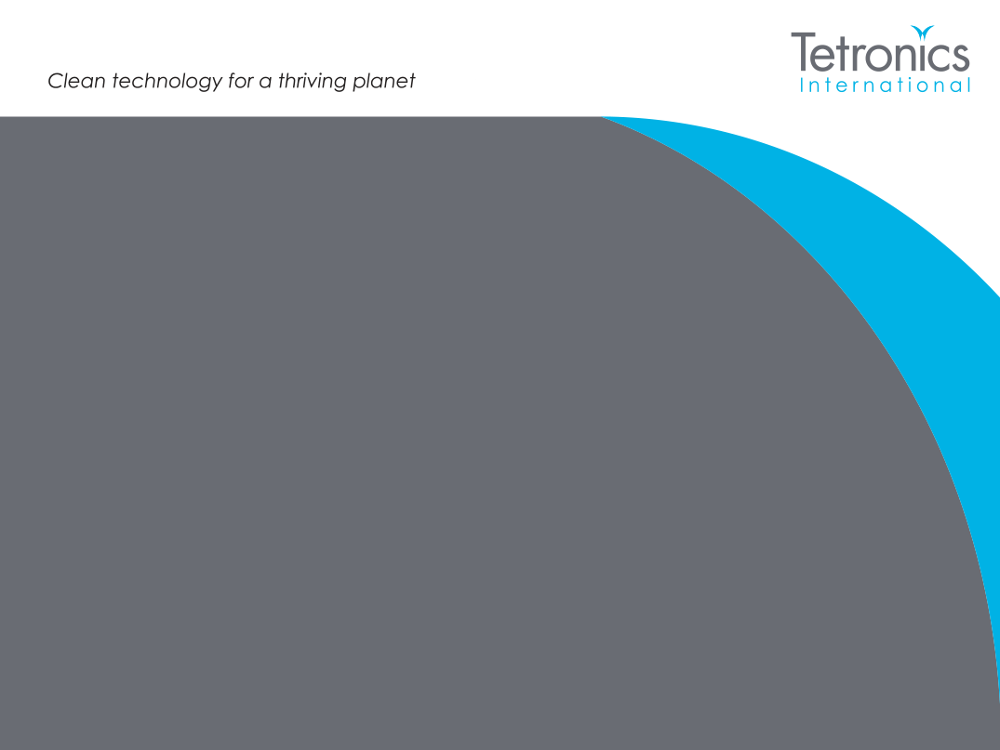 Clean technology for a thriving planet
Tetronics
International